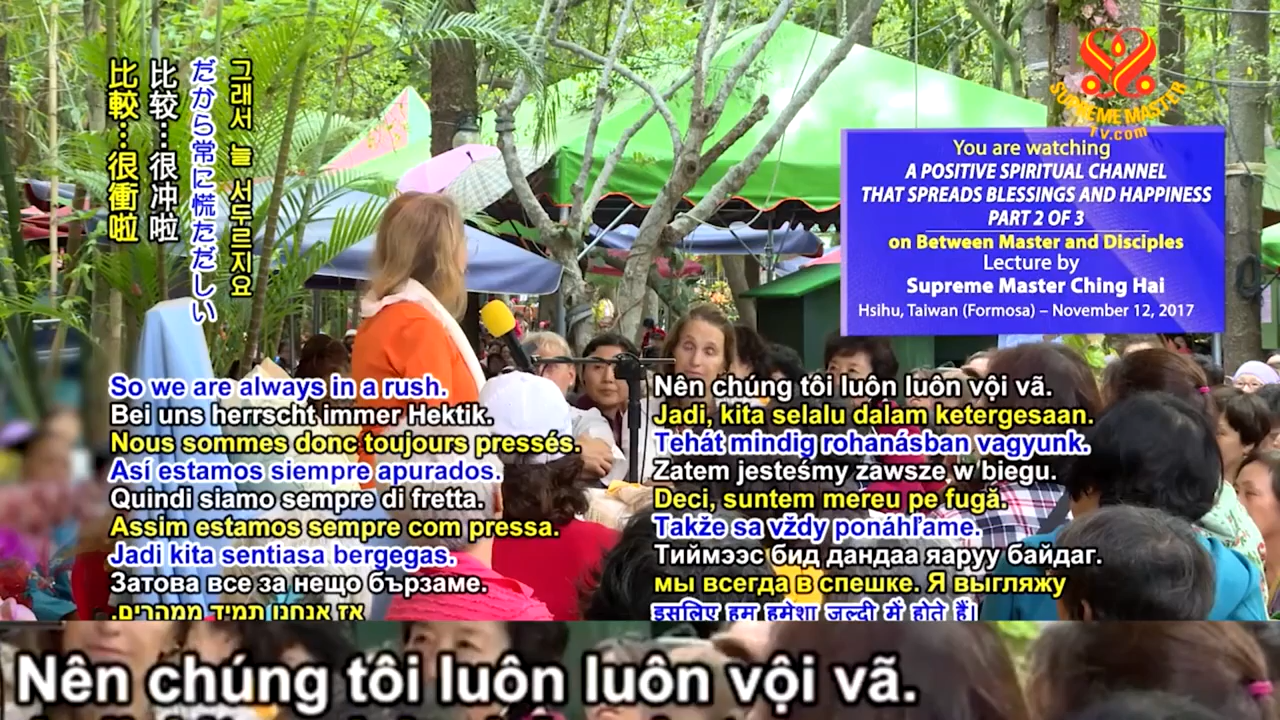 比較…很衝啦
比较…很冲啦
だから常に慌ただしい
그래서 늘 서두르지요
SUPREME MASTER
TV.com
You are watching
A POSITIVE SPIRITUAL CHANNEL
THAT SPREADS BLESSINGS AND HAPPINESS
PART 2 OF 3
on Between Master and Disciples
Lecture by
Supreme Master Ching Hai
Hsihu, Taiwan (Formosa) – November 12, 2017
So we are always in a rush.
Bei uns herrscht immer Hektik.
Nous sommes donc toujours pressés.
Así estamos siempre apurados.
Quindi siamo sempre di fretta.
Assim estamos sempre com pressa.
Jadi kita sentiasa bergegas.
Затова все за нещо бързаме.
אז אנחנו תמיד ממהרים.
Nên chúng tôi luôn luôn vội vã.
Jadi, kita selalu dalam ketergesaan.
Tehát mindig rohanásban vagyunk.
Zatem jesteśmy zawsze w biegu.
Deci, suntem mereu pe fugă.
Takže sa vždy ponáhľame.
Тиймээс бид дандаа яаруу байдаг.
мы всегда в спешке. Я выгляжу
इसलिए हम हमेशा जल्दी में होते हैं।
Nên chúng tôi luôn luôn vội vã.